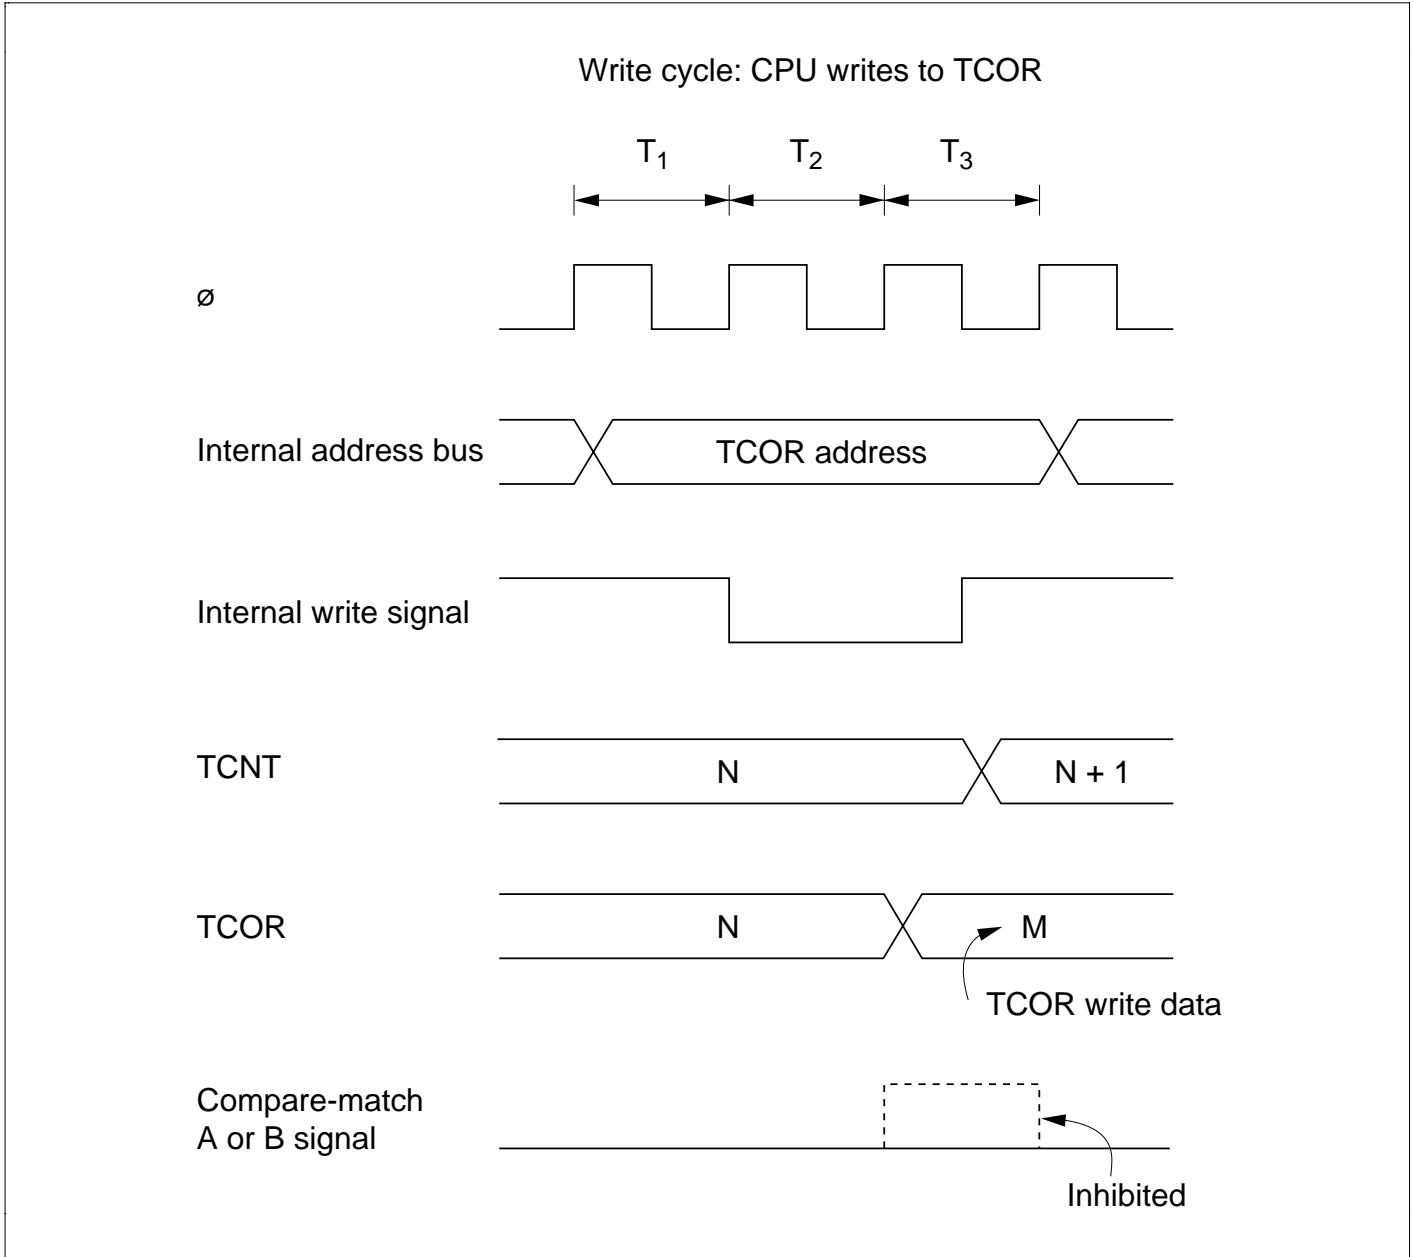 Write cycle: CPU writes to TCOR
T1 T2 T3
ø
Internal address bus
TCOR address
Internal write signal
TCNT
N
N + 1
TCOR
N
M
TCOR write data
Compare-match
A or B signal
Inhibited